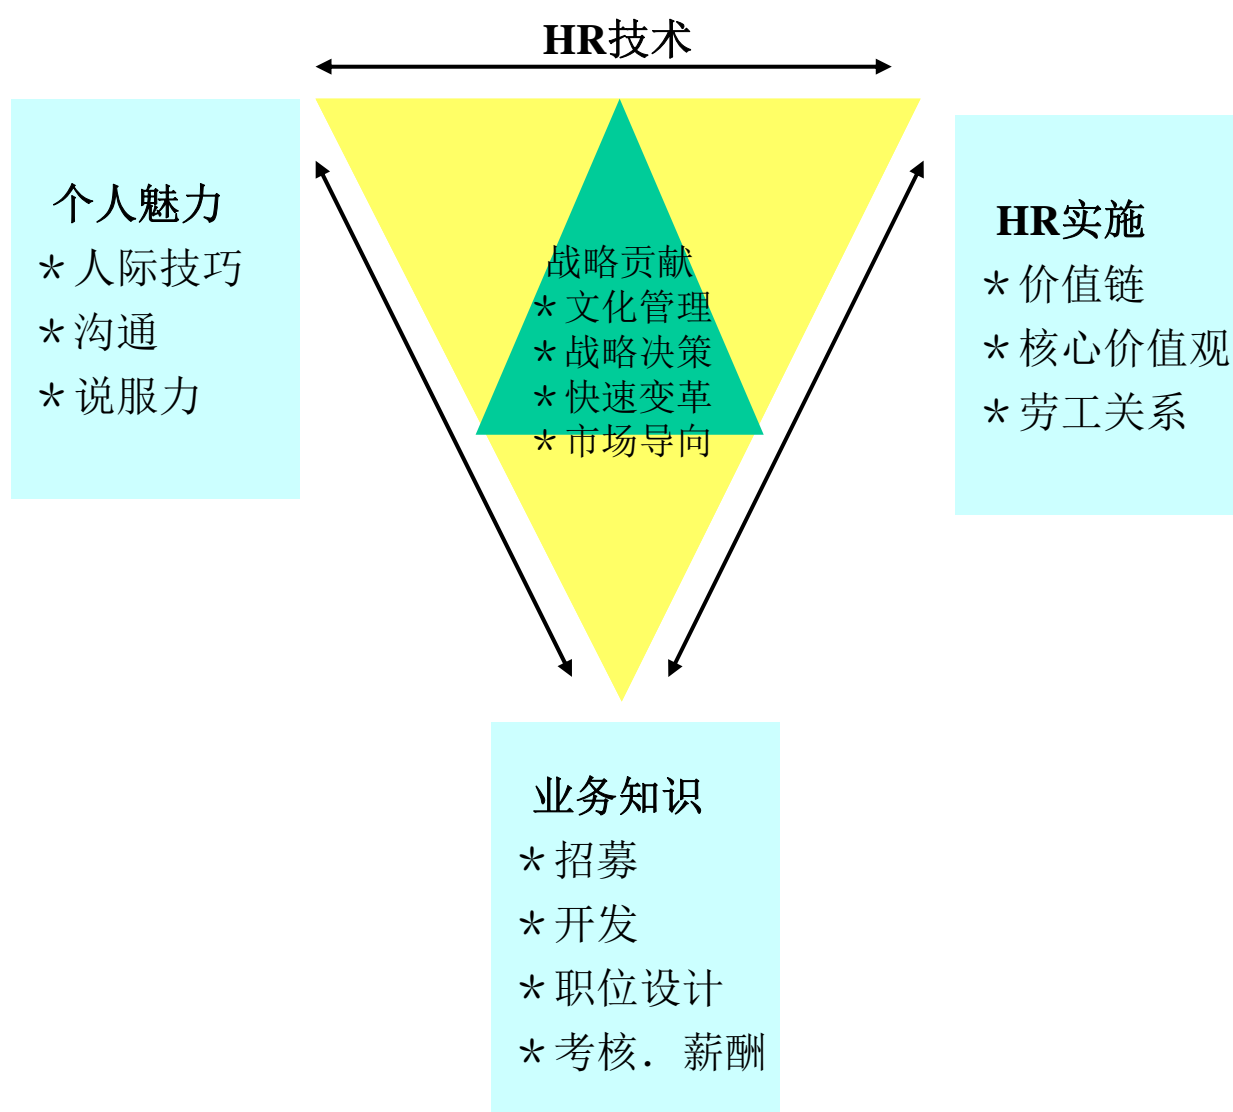 HR技术
个人魅力
＊人际技巧
＊沟通
＊说服力
战略贡献
＊文化管理
＊战略决策
＊快速变革
＊市场导向
HR实施
＊价值链
＊核心价值观
＊劳工关系
业务知识
＊招募
＊开发
＊职位设计
＊考核．薪酬